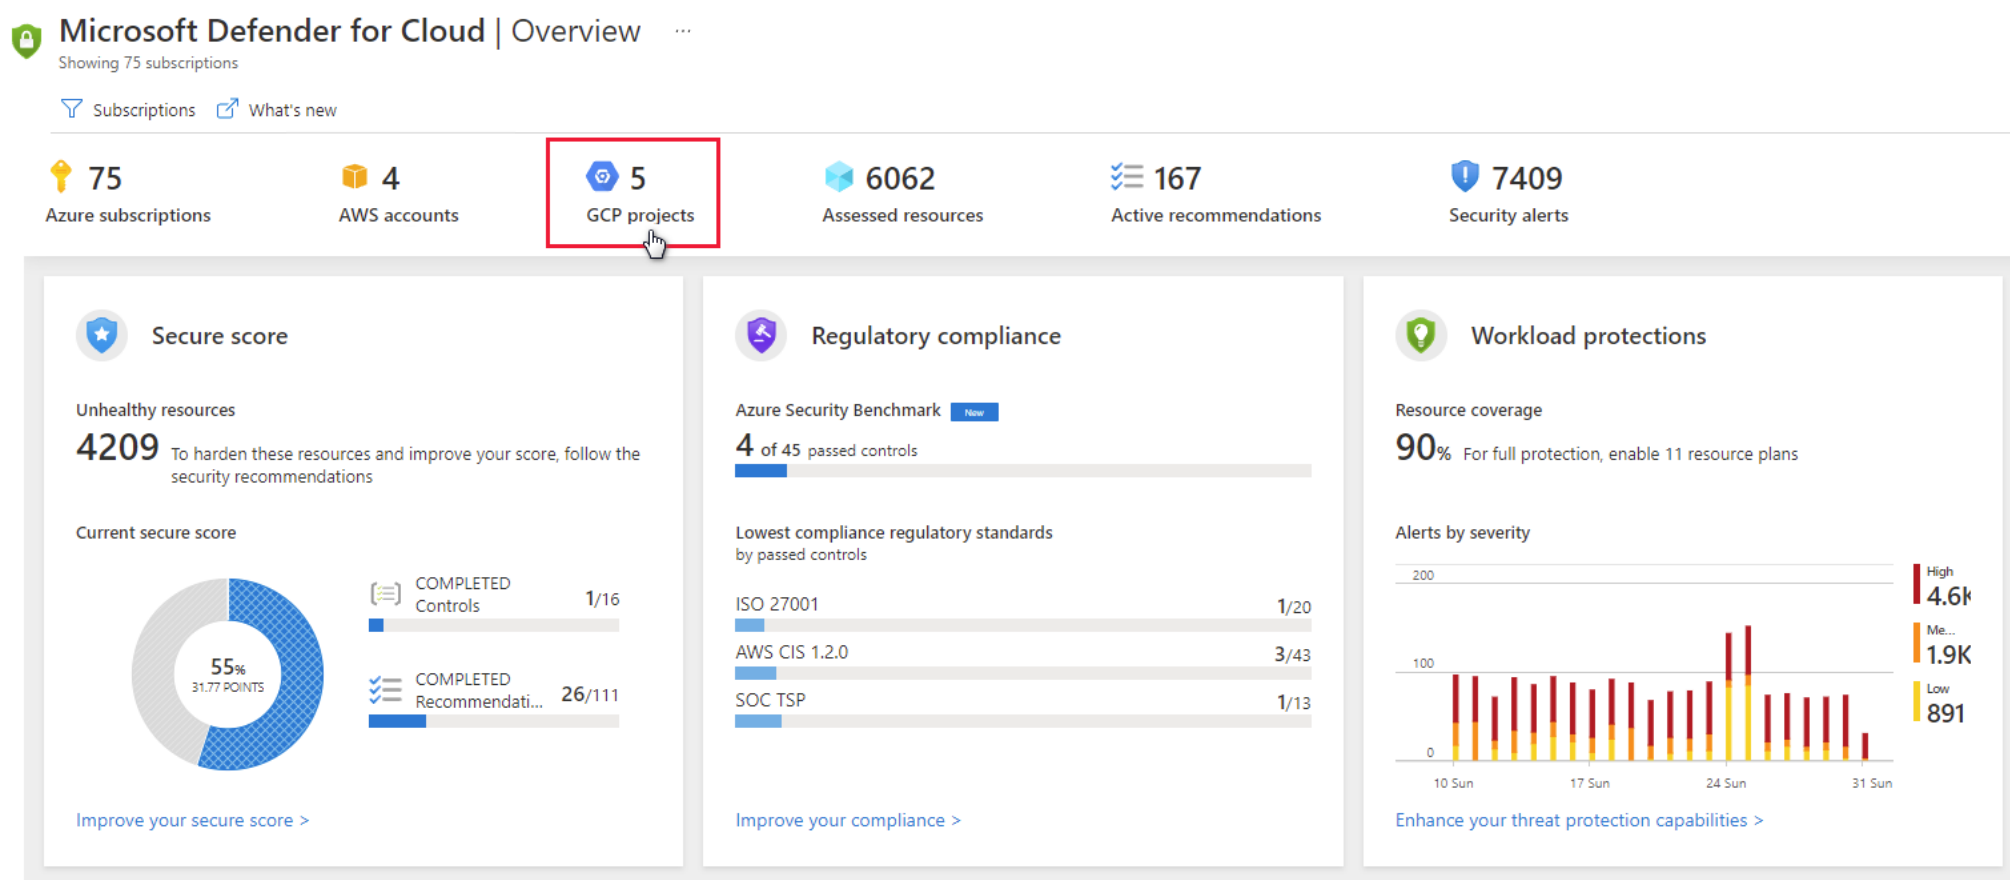 Microsoft Defender for Cloud | Overview ...
Showing 75 subscriptions
Subscriptions What's new
75
Azure subscriptions
4
AWS accounts
5
GCP projects
6062
Assessed resources
167
Active recommendations
7409
Security alerts
Secure score
Unhealthy resources
4209 To harden these resources and improve your score, follow the
security recommendations
Current secure score
55%
31.77 POINTS
COMPLETED
Controls 1/16
COMPLETED
Recommendati... 26/111
Improve your secure score >
Regulatory compliance
Azure Security Benchmark New
4 of 45 passed controls
Lowest compliance regulatory standards
by passed controls
ISO 27001 1/20
AWS CIS 1.2.0 3/43
SOC TSP 1/13
Improve your compliance >
Workload protections
Resource coverage
90% For full protection, enable 11 resource plans
Alerts by severity
200
100
0
10 Sun 17 Sun 24 Sun 31 Sun
High
4.6K
Me...
1.9K
Low
891
Enhance your threat protection capabilities >